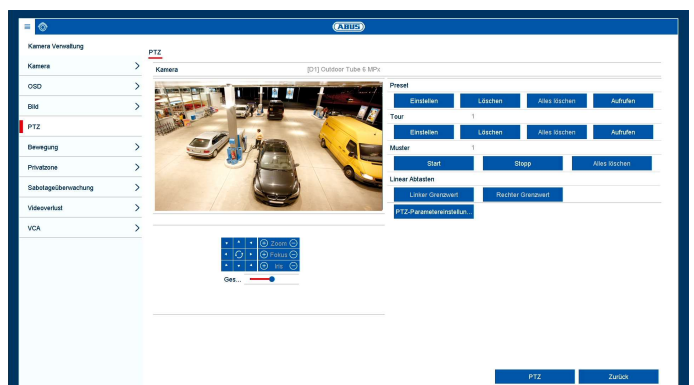 ABUS
Kamera Verwaltung
Kamera
OSD
Bild
PTZ
Bewegung
Privatzone
Sabotageüberwachung
Videoverlust
VCA
PTZ
Kamera [D1] Outdoor Tube 6 MPx
Preset
Einstellen Löschen Alles löschen Aufrufen
Tour 1
Einstellen Löschen Alles löschen Aufrufen
Muster 1
Start Stopp Alles löschen
Linear Abtasten
Linker Grenzwert Rechter Grenzwert
PTZ-Parametereinstellun...
Zoom
Fokus
Iris
Ges...
PTZ Zurück